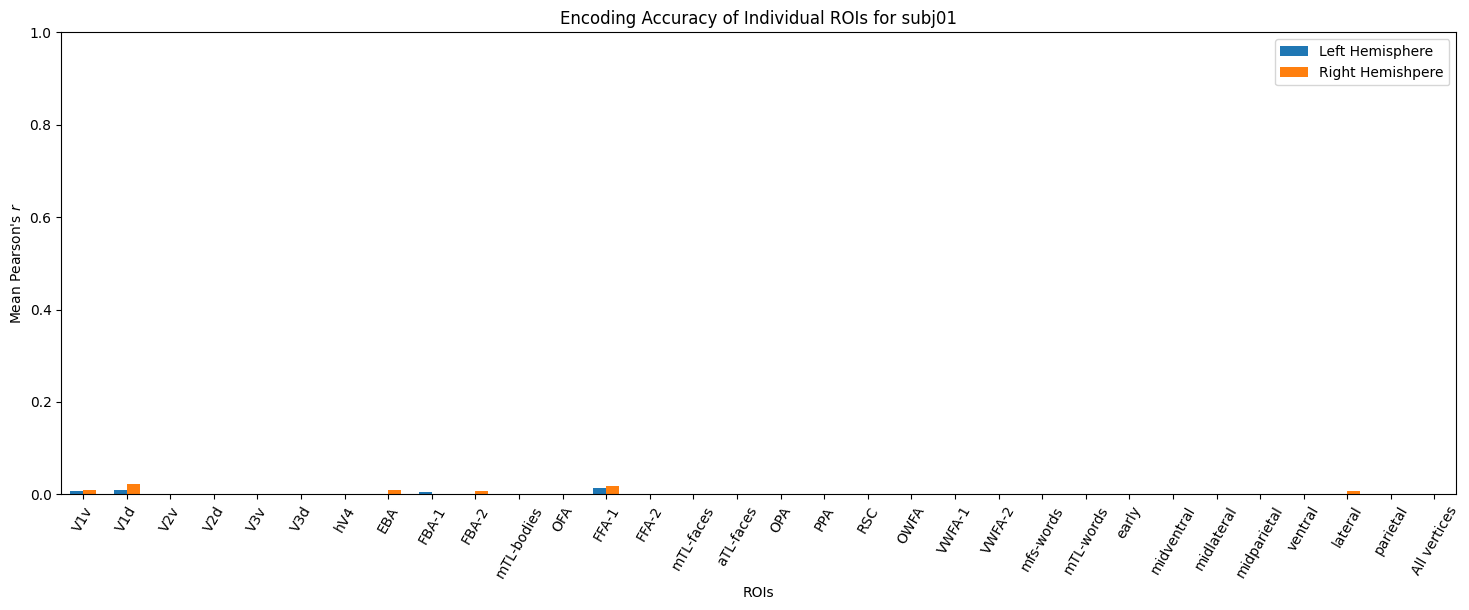 Encoding Accuracy of Individual ROIs for subj01
Left Hemisphere
Right Hemishpere
Mean Pearson's r
1.0
0.8
0.6
0.4
0.2
0.0
V1v
V1d
V2v
V2d
V3v
V3d
hV4
EBA
FBA-1
FBA-2
mTL-bodies
OFA
FFA-1
FFA-2
mTL-faces
aTL-faces
OPA
PPA
RSC
OWFA
VWFA-1
VWFA-2
mfs-words
mTL-words
early
midventral
midlateral
midparietal
ventral
lateral
parietal
All vertices
ROIs